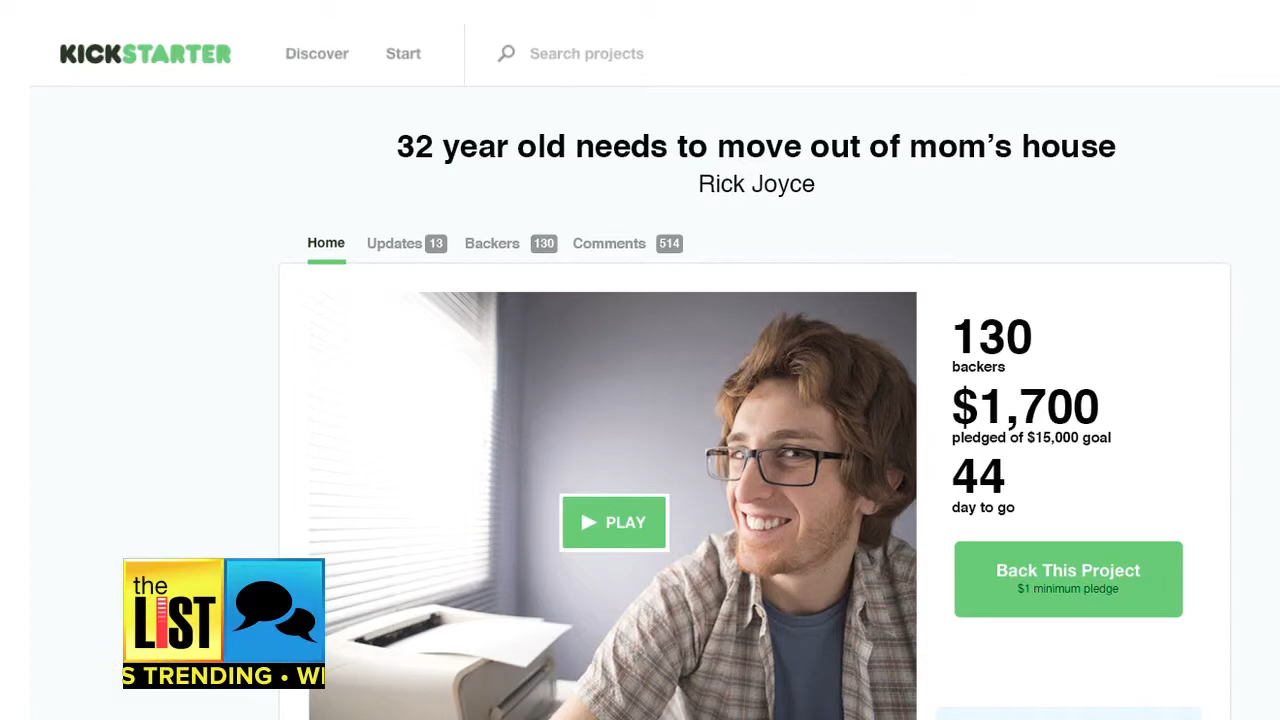 KICKSTARTER Discover Start Search projects
32 year old needs to move out of mom's house
Rick Joyce
Home Updates 13 Backers 130 Comments 514
130
backers
$1,700
pledged of $15,000 goal
44
day to go
PLAY
Back This Project
$1 minimum pledge
the
LIST
S TRENDING • WH